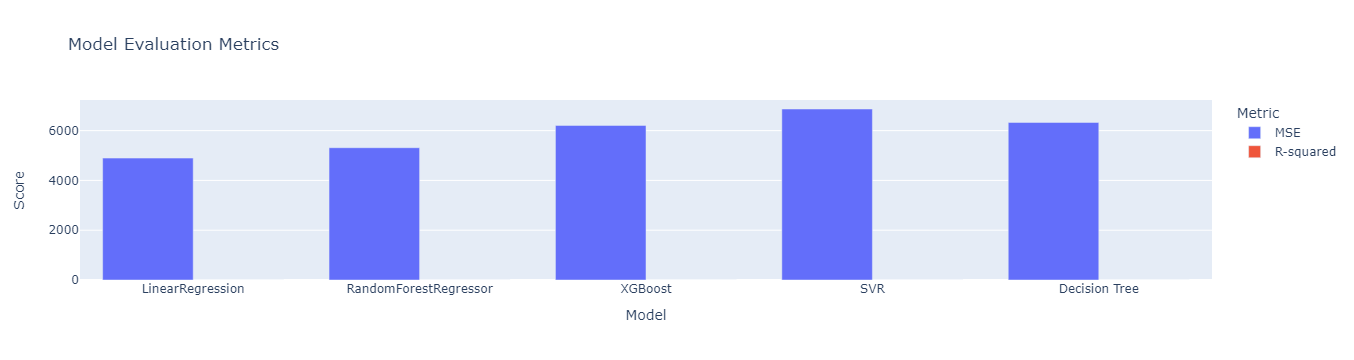 Model Evaluation Metrics
Metric
MSE
R-squared
Score
6000
4000
2000
0
LinearRegression
RandomForestRegressor
XGBoost
SVR
Decision Tree
Model